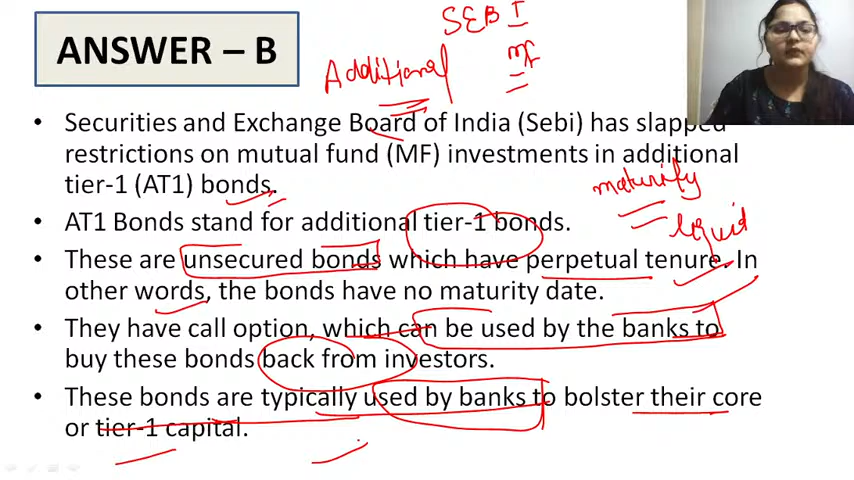 SEBI
ANSWER – B
Additional
MF
• Securities and Exchange Board of India (Sebi) has slapped
restrictions on mutual fund (MF) investments in additional
tier-1 (AT1) bonds.
maturity
• AT1 Bonds stand for additional tier-1 bonds.
liquid
• These are unsecured bonds which have perpetual tenure. In
other words, the bonds have no maturity date.
• They have call option, which can be used by the banks to
buy these bonds back from investors.
• These bonds are typically used by banks to bolster their core
or tier-1 capital.